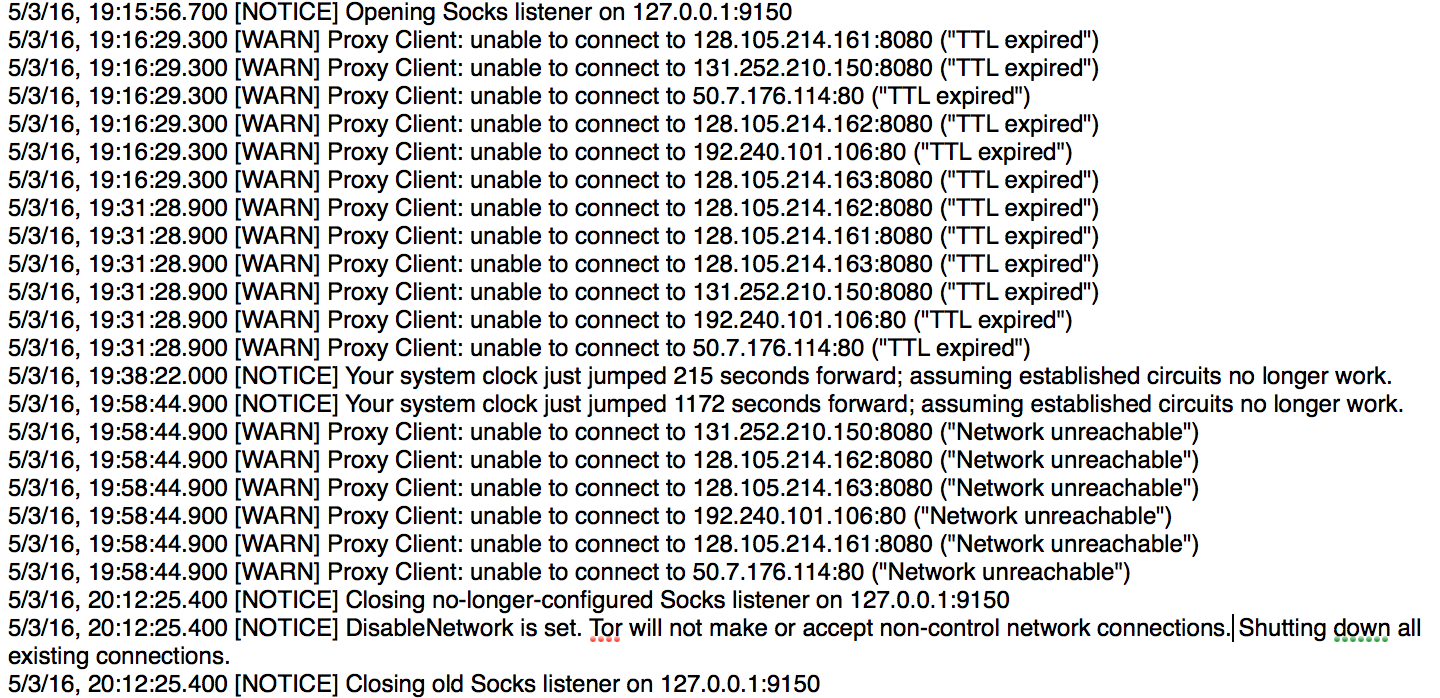 5/3/16, 19:15:56.700 [NOTICE] Opening Socks listener on 127.0.0.1:9150
5/3/16, 19:16:29.300 [WARN] Proxy Client: unable to connect to 128.105.214.161:8080 ("TTL expired")
5/3/16, 19:16:29.300 [WARN] Proxy Client: unable to connect to 131.252.210.150:8080 ("TTL expired")
5/3/16, 19:16:29.300 [WARN] Proxy Client: unable to connect to 50.7.176.114:80 ("TTL expired")
5/3/16, 19:16:29.300 [WARN] Proxy Client: unable to connect to 128.105.214.162:8080 ("TTL expired")
5/3/16, 19:16:29.300 [WARN] Proxy Client: unable to connect to 192.240.101.106:80 ("TTL expired")
5/3/16, 19:16:29.300 [WARN] Proxy Client: unable to connect to 128.105.214.163:8080 ("TTL expired")
5/3/16, 19:31:28.900 [WARN] Proxy Client: unable to connect to 128.105.214.162:8080 ("TTL expired")
5/3/16, 19:31:28.900 [WARN] Proxy Client: unable to connect to 128.105.214.161:8080 ("TTL expired")
5/3/16, 19:31:28.900 [WARN] Proxy Client: unable to connect to 128.105.214.163:8080 ("TTL expired")
5/3/16, 19:31:28.900 [WARN] Proxy Client: unable to connect to 131.252.210.150:8080 ("TTL expired")
5/3/16, 19:31:28.900 [WARN] Proxy Client: unable to connect to 192.240.101.106:80 ("TTL expired")
5/3/16, 19:31:28.900 [WARN] Proxy Client: unable to connect to 50.7.176.114:80 ("TTL expired")
5/3/16, 19:38:22.000 [NOTICE] Your system clock just jumped 215 seconds forward; assuming established circuits no longer work.
5/3/16, 19:58:44.900 [NOTICE] Your system clock just jumped 1172 seconds forward; assuming established circuits no longer work.
5/3/16, 19:58:44.900 [WARN] Proxy Client: unable to connect to 131.252.210.150:8080 ("Network unreachable")
5/3/16, 19:58:44.900 [WARN] Proxy Client: unable to connect to 128.105.214.162:8080 ("Network unreachable")
5/3/16, 19:58:44.900 [WARN] Proxy Client: unable to connect to 128.105.214.163:8080 ("Network unreachable")
5/3/16, 19:58:44.900 [WARN] Proxy Client: unable to connect to 192.240.101.106:80 ("Network unreachable")
5/3/16, 19:58:44.900 [WARN] Proxy Client: unable to connect to 128.105.214.161:8080 ("Network unreachable")
5/3/16, 19:58:44.900 [WARN] Proxy Client: unable to connect to 50.7.176.114:80 ("Network unreachable")
5/3/16, 20:12:25.400 [NOTICE] Closing no-longer-configured Socks listener on 127.0.0.1:9150
5/3/16, 20:12:25.400 [NOTICE] DisableNetwork is set. Tor will not make or accept non-control network connections. Shutting down all
existing connections.
5/3/16, 20:12:25.400 [NOTICE] Closing old Socks listener on 127.0.0.1:9150